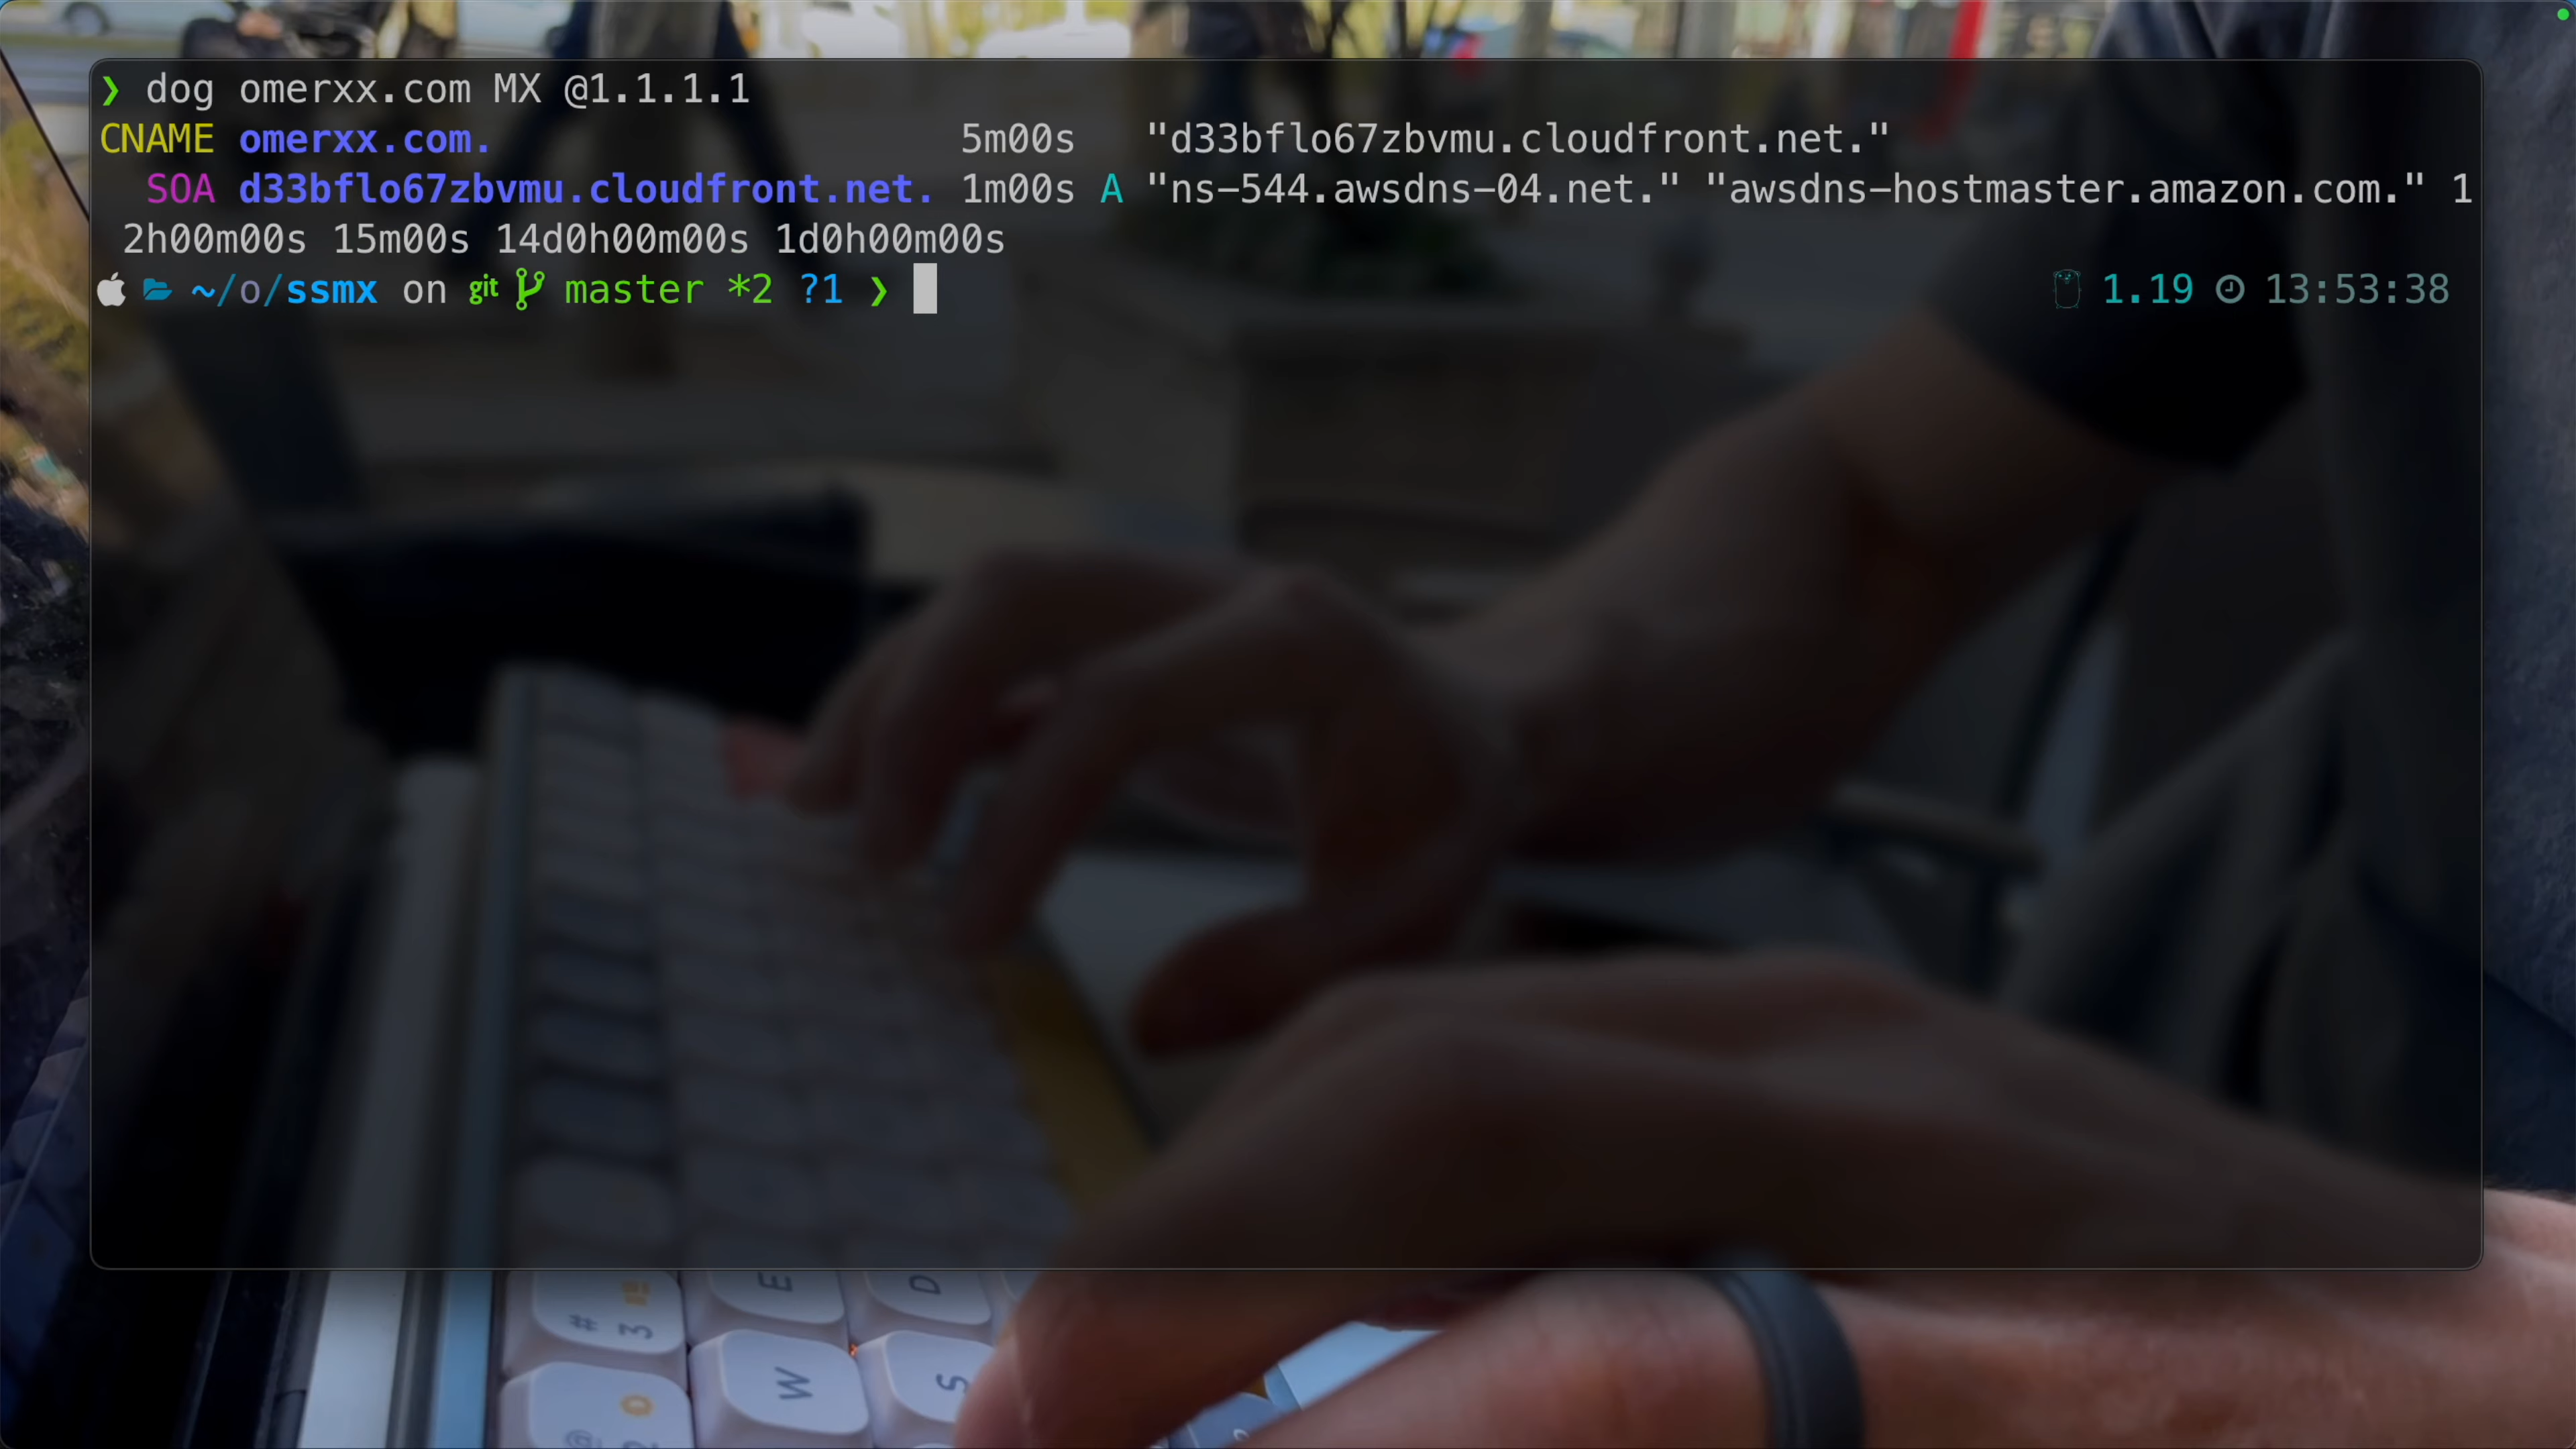 ❯ dog omerxx.com MX @1.1.1.1
CNAME omerxx.com. 5m00s "d33bflo67zbvmu.cloudfront.net."
SOA d33bflo67zbvmu.cloudfront.net. 1m00s A "ns-544.awsdns-04.net." "awsdns-hostmaster.amazon.com." 1
2h00m00s 15m00s 14d0h00m00s 1d0h00m00s
~/o/ssmx on git master *2 ?1 ❯ 1.19 13:53:38
# 3 E D
@ W S